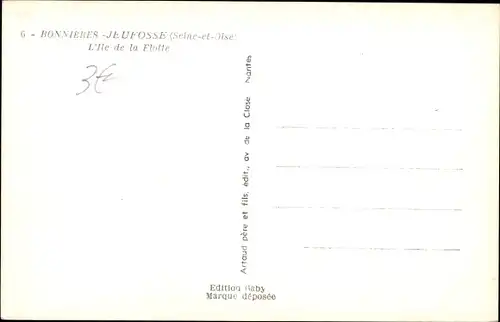 6 - BONNIÈRES -JEUFOSSE (Seine-et-Oise)
L'Ile de la Flotte
3€
Artaud père et fils, édit., av de la Close Nantes
Edition Gaby
Marque déposée